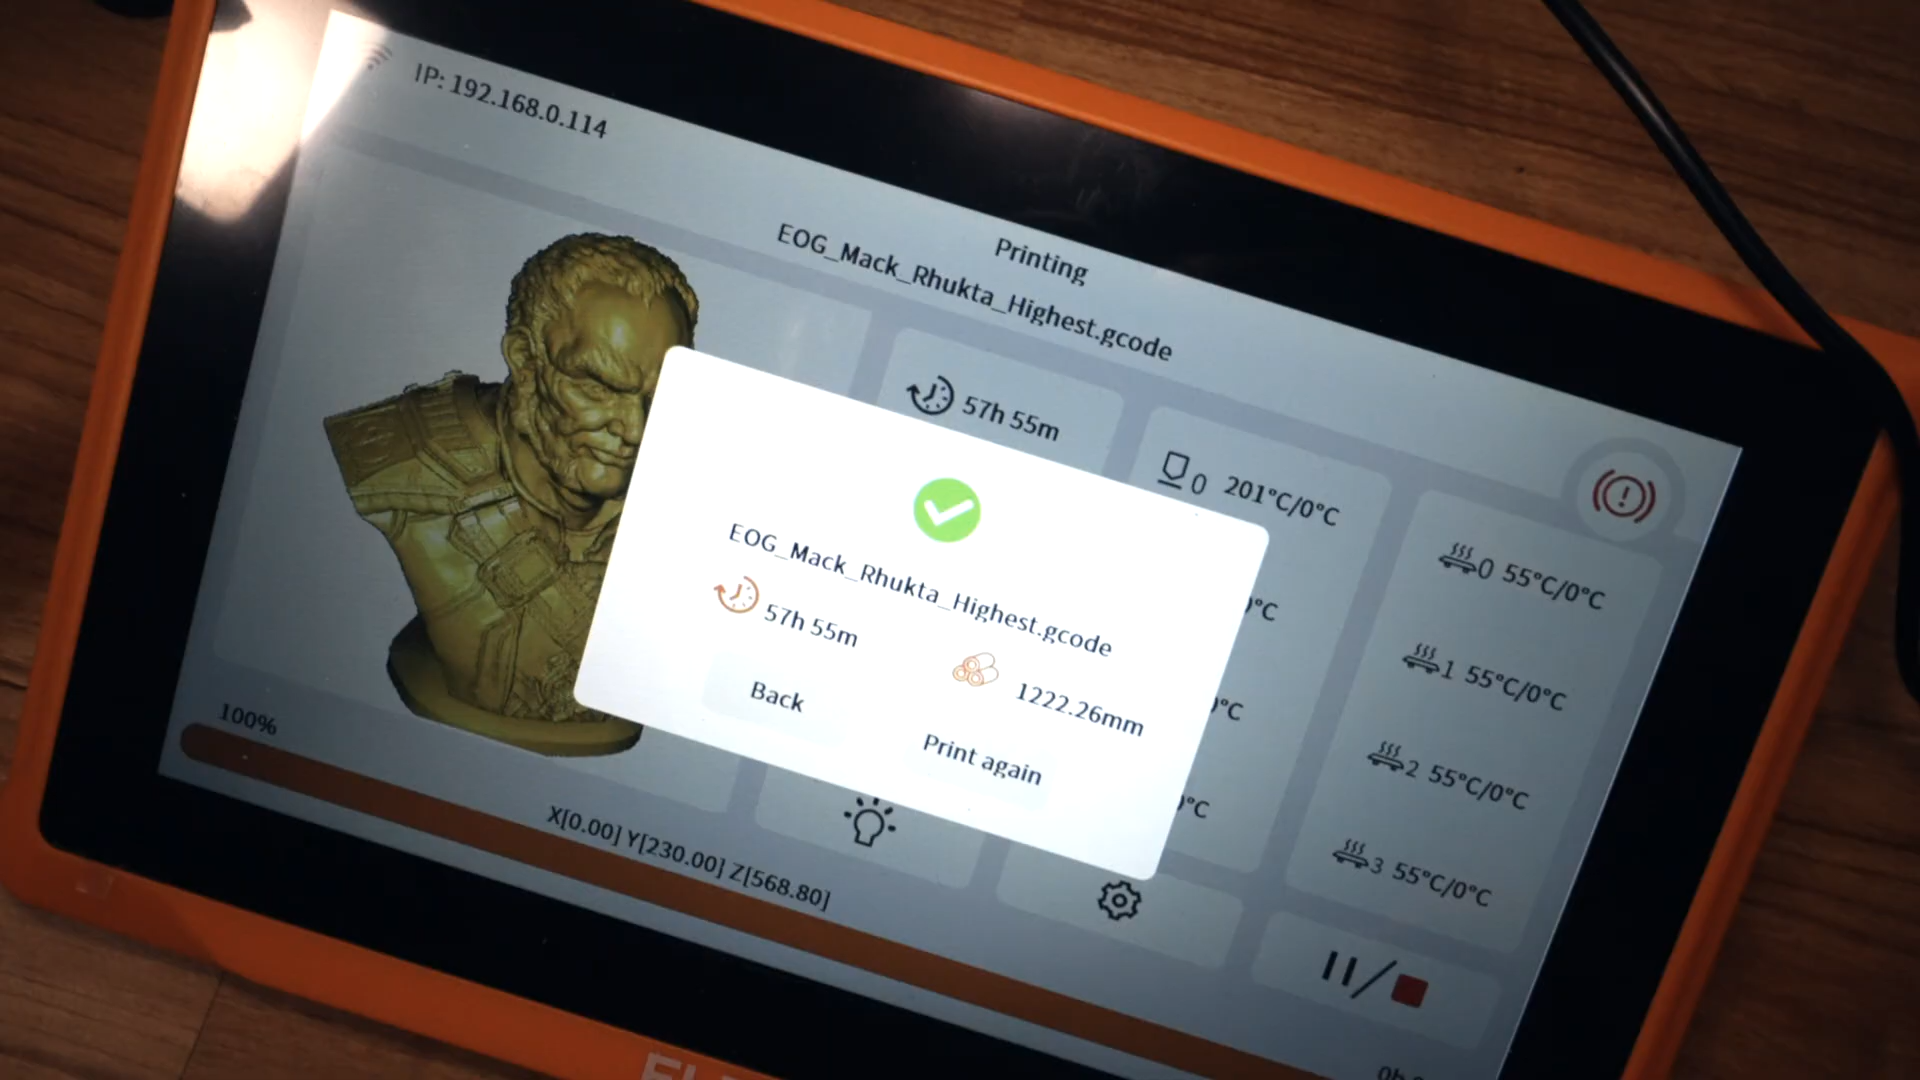 IP: 192.168.0.114
Printing
EOG_Mack_Rhukta_Highest.gcode
57h 55m
0 201°C/0°C
0 55°C/0°C
1 55°C/0°C
2 55°C/0°C
3 55°C/0°C
EOG_Mack_Rhukta_Highest.gcode
57h 55m
1222.26mm
Back
Print again
100%
X[0.00] Y[230.00] Z[568.80]